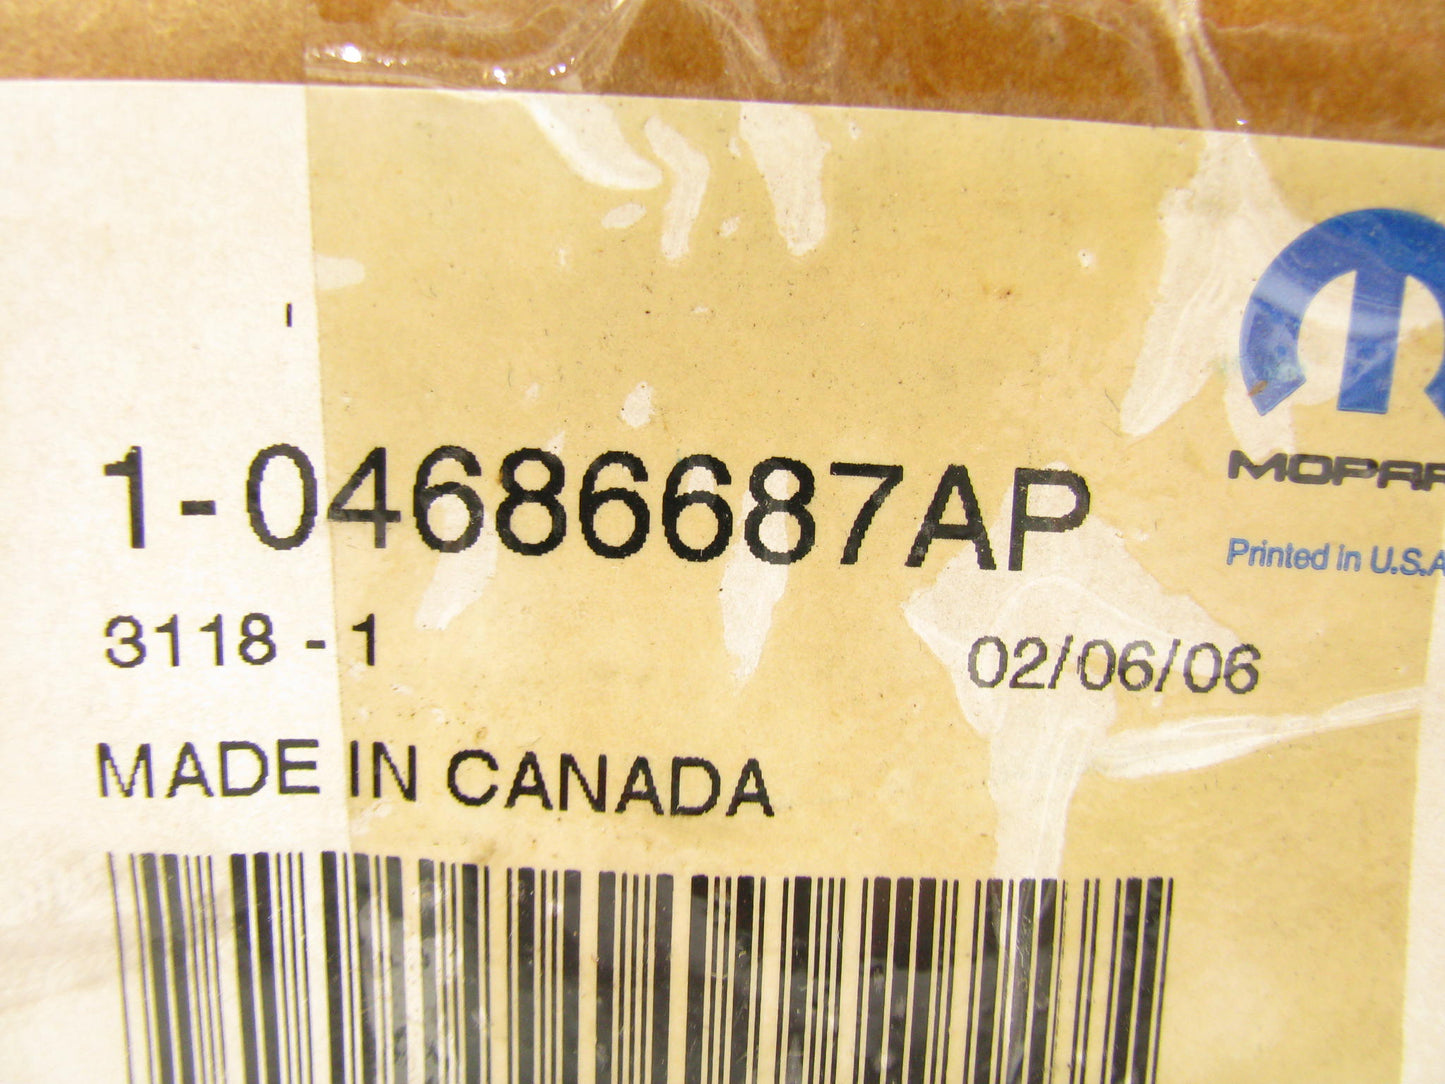 1-04686687AP
3118 - 1
02/06/06
MADE IN CANADA
MOPAR
Printed in U.S.A